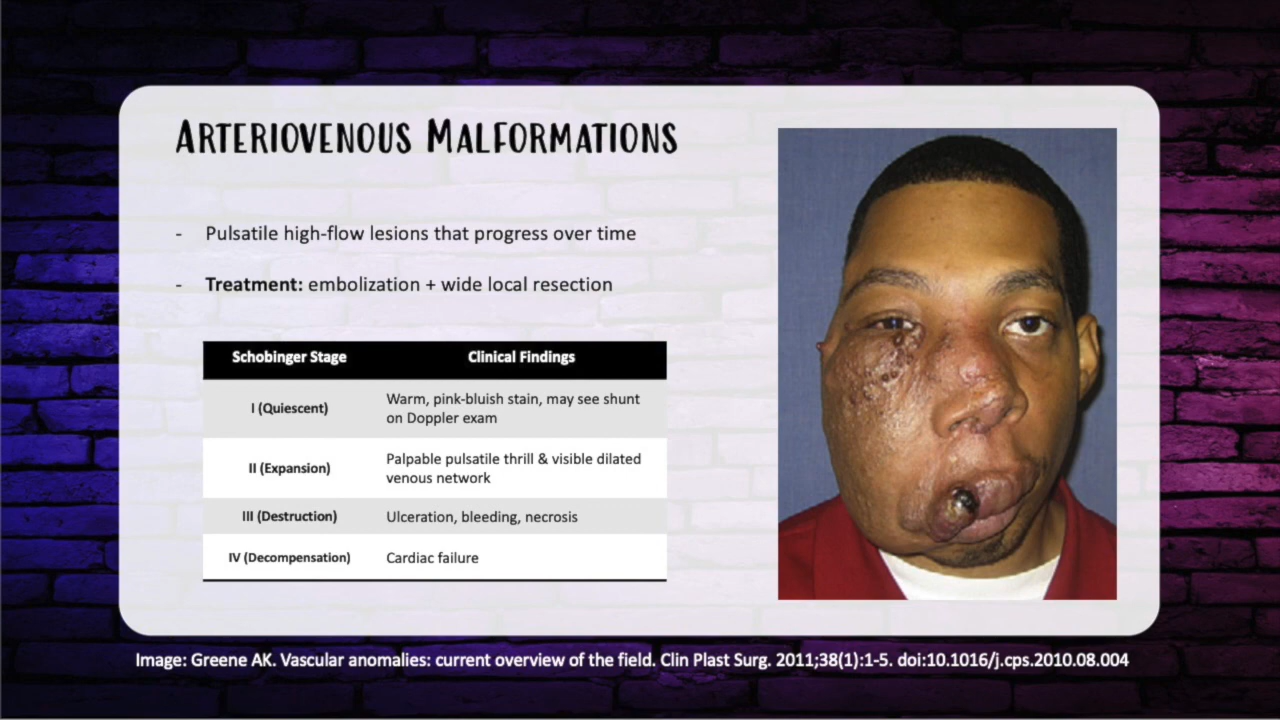 ARTERIOVENOUS MALFORMATIONS
- Pulsatile high-flow lesions that progress over time
- Treatment: embolization + wide local resection
Schobinger Stage Clinical Findings
I (Quiescent) Warm, pink-bluish stain, may see shunt
on Doppler exam
II (Expansion) Palpable pulsatile thrill & visible dilated
venous network
III (Destruction) Ulceration, bleeding, necrosis
IV (Decompensation) Cardiac failure
Image: Greene AK. Vascular anomalies: current overview of the field. Clin Plast Surg. 2011;38(1):1-5. doi:10.1016/j.cps.2010.08.004